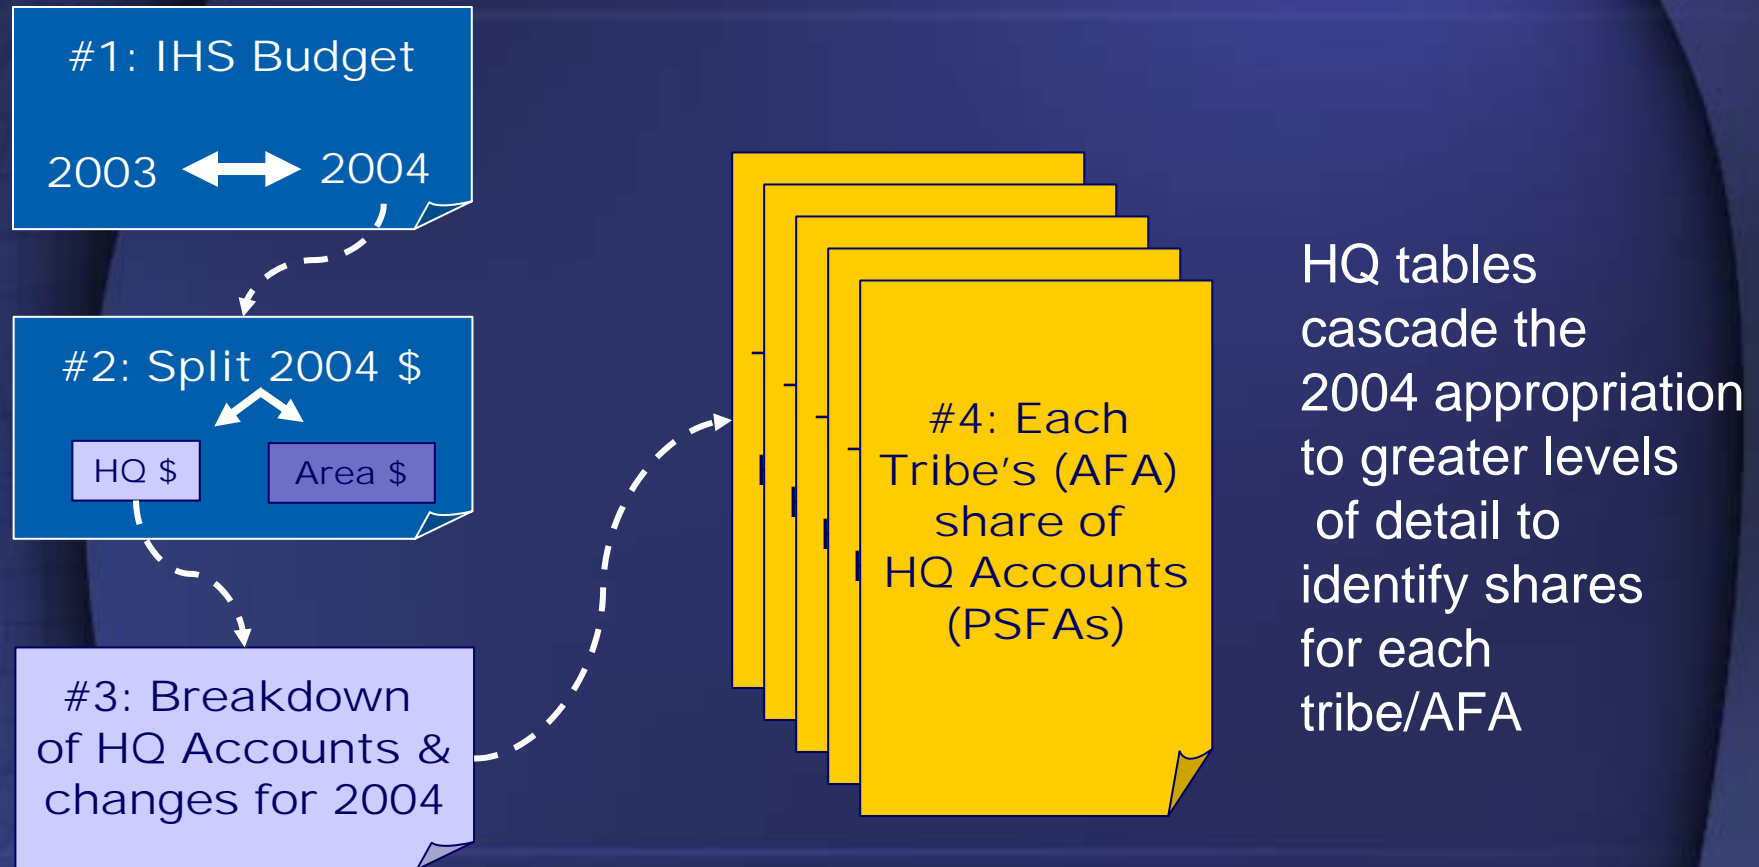 #1: IHS Budget
2003 2004
#2: Split 2004 $
HQ $ Area $
#3: Breakdown
of HQ Accounts &
changes for 2004
#4: Each
Tribe's (AFA)
share of
HQ Accounts
(PSFAs)
HQ tables
cascade the
2004 appropriation
to greater levels
of detail to
identify shares
for each
tribe/AFA